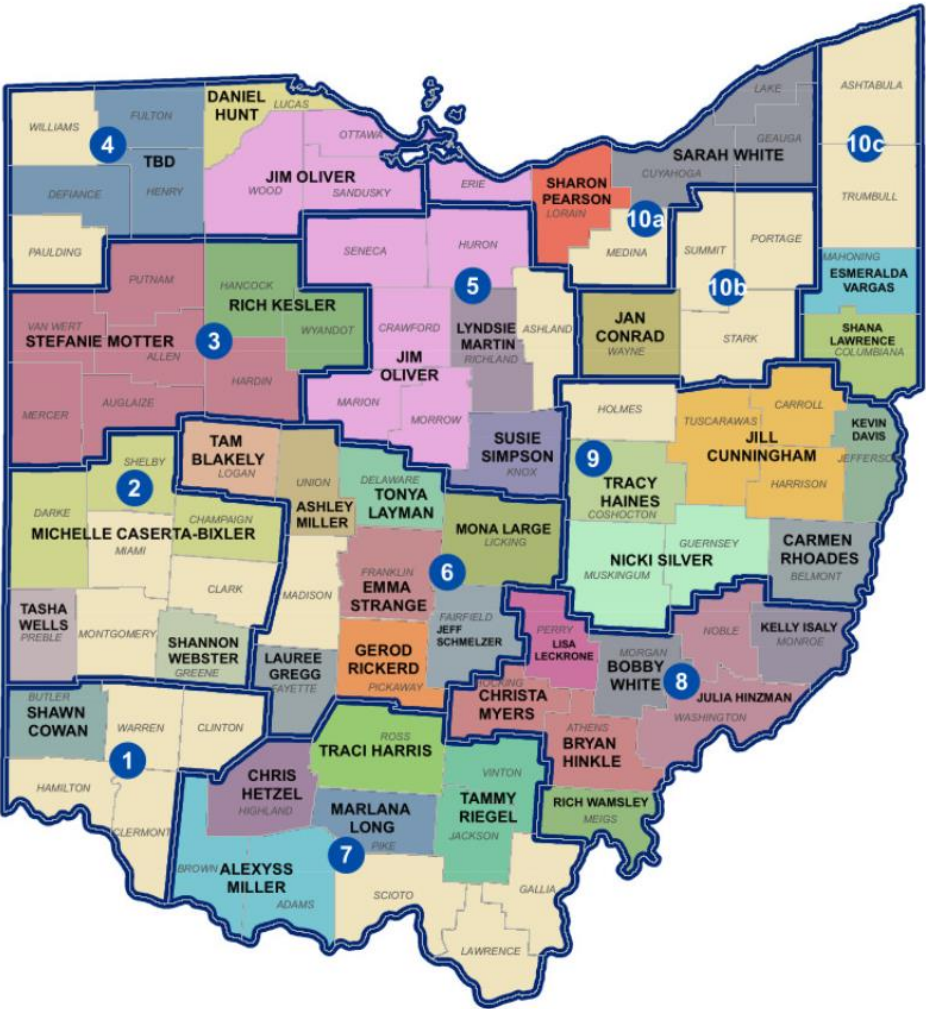 ASHTABULA
LAKE
GEAUGA
10c
SARAH WHITE
CUYAHOGA
TRUMBULL
DANIEL
HUNT
LUCAS
WILLIAMS
FULTON
4
TBD
OTTAWA
JIM OLIVER
WOOD
SANDUSKY
DEFIANCE
HENRY
ERIE
SHARON
PEARSON
LORAIN
10a
MEDINA
SUMMIT
PORTAGE
PAULDING
SENECA
HURON
MAHONING
ESMERALDA
VARGAS
PUTNAM
HANCOCK
RICH KESLER
WYANDOT
5
10b
VAN WERT
STEFANIE MOTTER
ALLEN
3
CRAWFORD
LYNDSIE
MARTIN
RICHLAND
ASHLAND
JAN
CONRAD
WAYNE
STARK
SHANA
LAWRENCE
COLUMBIANA
JIM
OLIVER
HARDIN
MERCER
AUGLAIZE
MARION
MORROW
HOLMES
TUSCARAWAS
CARROLL
JILL
CUNNINGHAM
HARRISON
KEVIN
DAVIS
JEFFERSO
TAM
BLAKELY
LOGAN
SUSIE
SIMPSON
KNOX
9
TRACY
HAINES
COSHOCTON
SHELBY
2
UNION
ASHLEY
MILLER
DELAWARE
TONYA
LAYMAN
DARKE
MICHELLE CASERTA-BIXLER
CHAMPAIGN
MIAMI
MONA LARGE
LICKING
GUERNSEY
NICKI SILVER
MUSKINGUM
CARMEN
RHOADES
BELMONT
CLARK
MADISON
FRANKLIN
EMMA
STRANGE
6
TASHA
WELLS
PREBLE
MONTGOMERY
SHANNON
WEBSTER
GREENE
FAIRFIELD
JEFF
SCHMELZER
PERRY
LISA
LECKRONE
NOBLE
KELLY ISALY
MONROE
LAUREE
GREGG
FAYETTE
GEROD
RICKERD
PICKAWAY
MORGAN
BOBBY
WHITE
8
JULIA HINZMAN
WASHINGTON
BUTLER
SHAWN
COWAN
WARREN
CLINTON
HOCKING
CHRISTA
MYERS
ATHENS
BRYAN
HINKLE
ROSS
TRACI HARRIS
1
HAMILTON
CHRIS
HETZEL
HIGHLAND
VINTON
TAMMY
RIEGEL
JACKSON
RICH WAMSLEY
MEIGS
MARLANA
LONG
PIKE
CLERMONT
7
BROWN
ALEXYSS
MILLER
ADAMS
SCIOTO
GALLIA
LAWRENCE